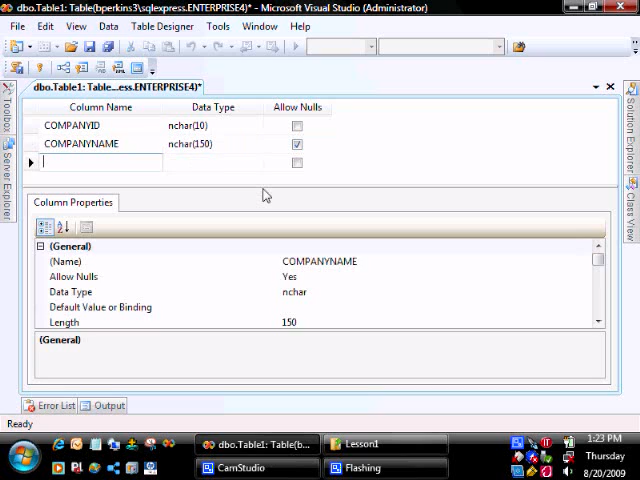 dbo.Table1: Table(bperkins3\sqlexpress.ENTERPRISE4)* - Microsoft Visual Studio (Administrator)
File Edit View Data Table Designer Tools Window Help
dbo.Table1: Table...ess.ENTERPRISE4)*
Column Name Data Type Allow Nulls
COMPANYID nchar(10)
COMPANYNAME nchar(150)
Toolbox
Server Explorer
Solution Explorer
Class View
Column Properties
(General)
(Name) COMPANYNAME
Allow Nulls Yes
Data Type nchar
Default Value or Binding
Length 150
(General)
Error List Output
Ready
dbo.Table1: Table(b... Lesson1
CamStudio Flashing
1:23 PM
Thursday
8/20/2009